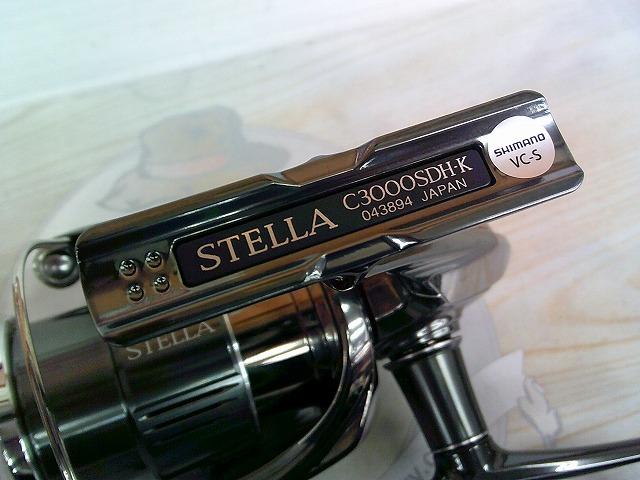 STELLA C3000SDH-K
043894 JAPAN
SHIMANO
VC-S
STELLA